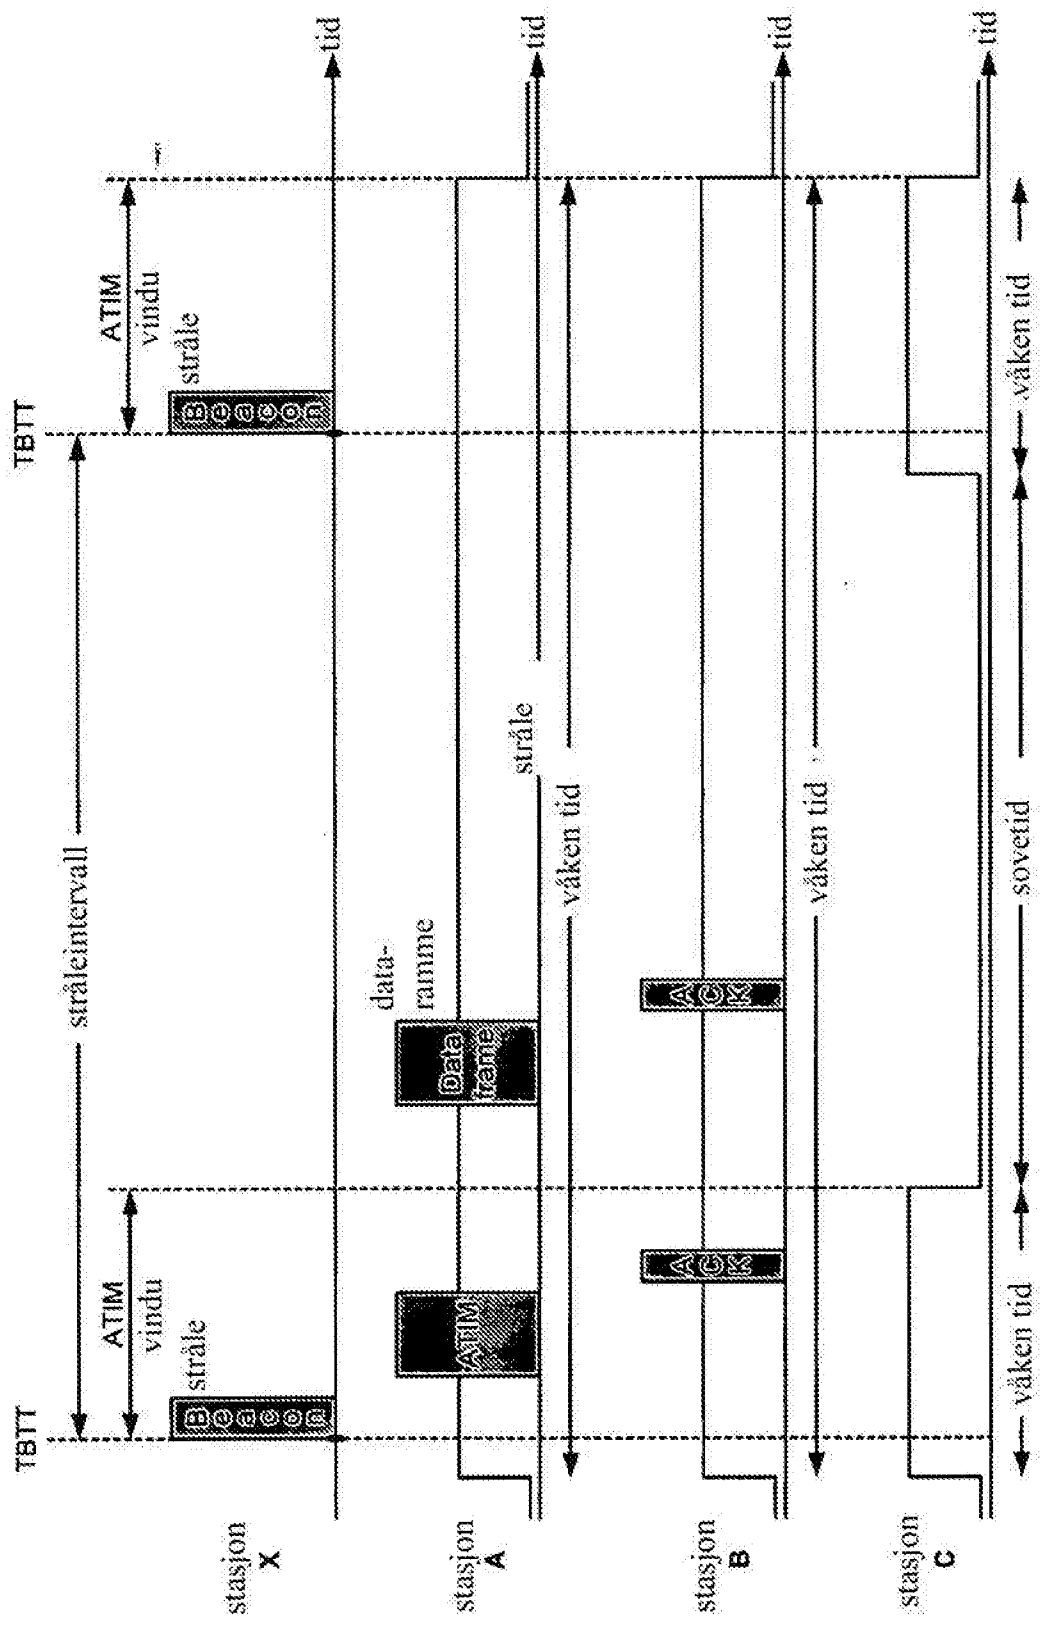 TBTT
TBTT
stråleintervall
ATIM
vindu
ATIM
vindu
stråle
stråle
Beacon
Beacon
stasjon
X
tid
data-
ramme
ATIM
Data
frame
stasjon
A
stråle
tid
våken tid
ACK
ACK
stasjon
B
tid
våken tid
stasjon
C
tid
våken tid
sovetid
våken tid